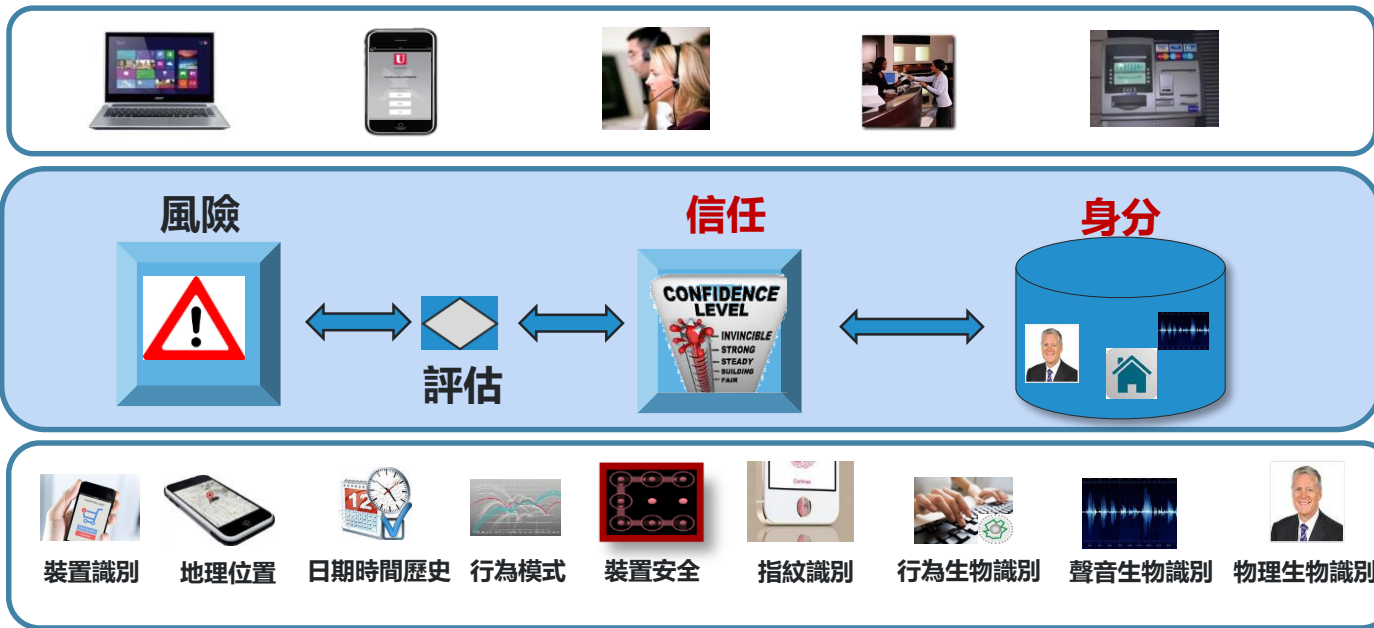 U
風險
信任
身分
CONFIDENCE
LEVEL
INVINCIBLE
STRONG
STEADY
BUILDING
FAIR
評估
12
Continue
裝置識別
地理位置
日期時間歷史
行為模式
裝置安全
指紋識別
行為生物識別
聲音生物識別
物理生物識別